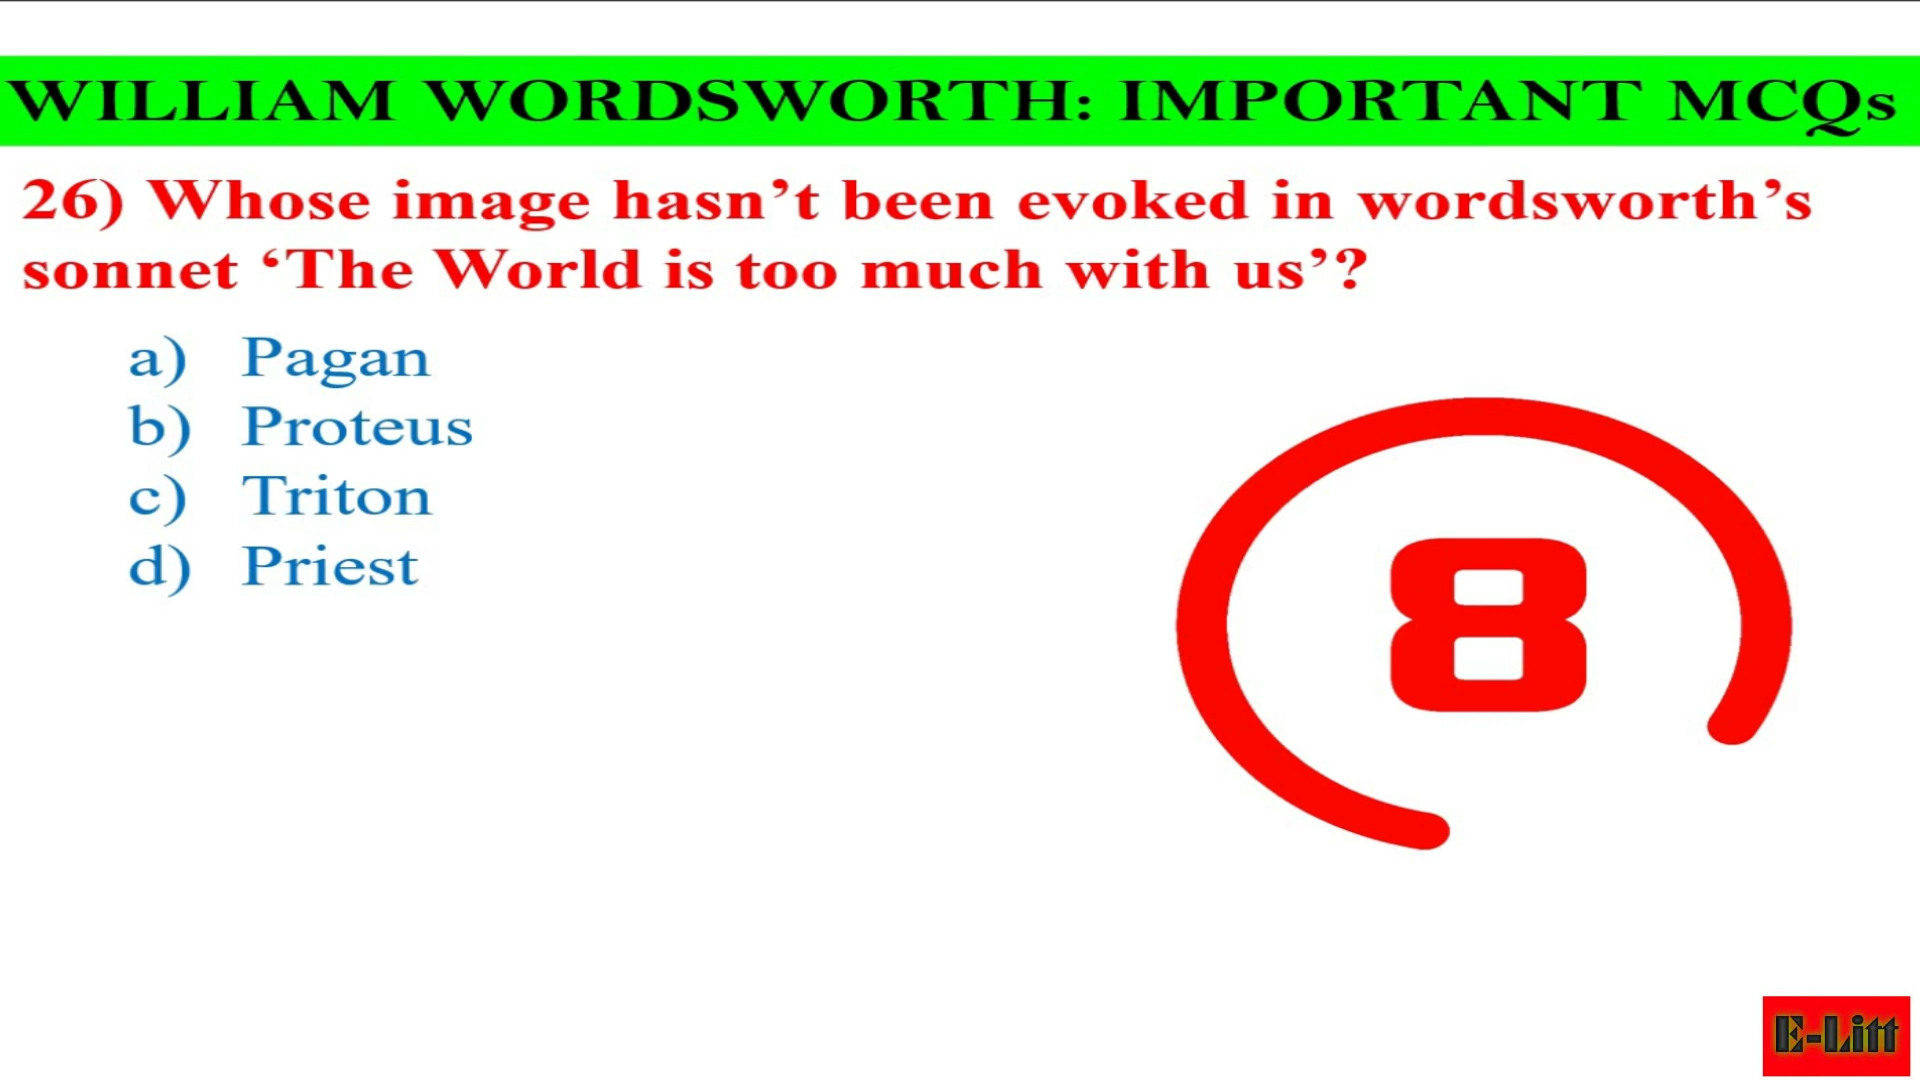 WILLIAM WORDSWORTH: IMPORTANT MCQs
26) Whose image hasn’t been evoked in wordsworth’s
sonnet ‘The World is too much with us’?
a) Pagan
b) Proteus
c) Triton
d) Priest
8
E-Litt